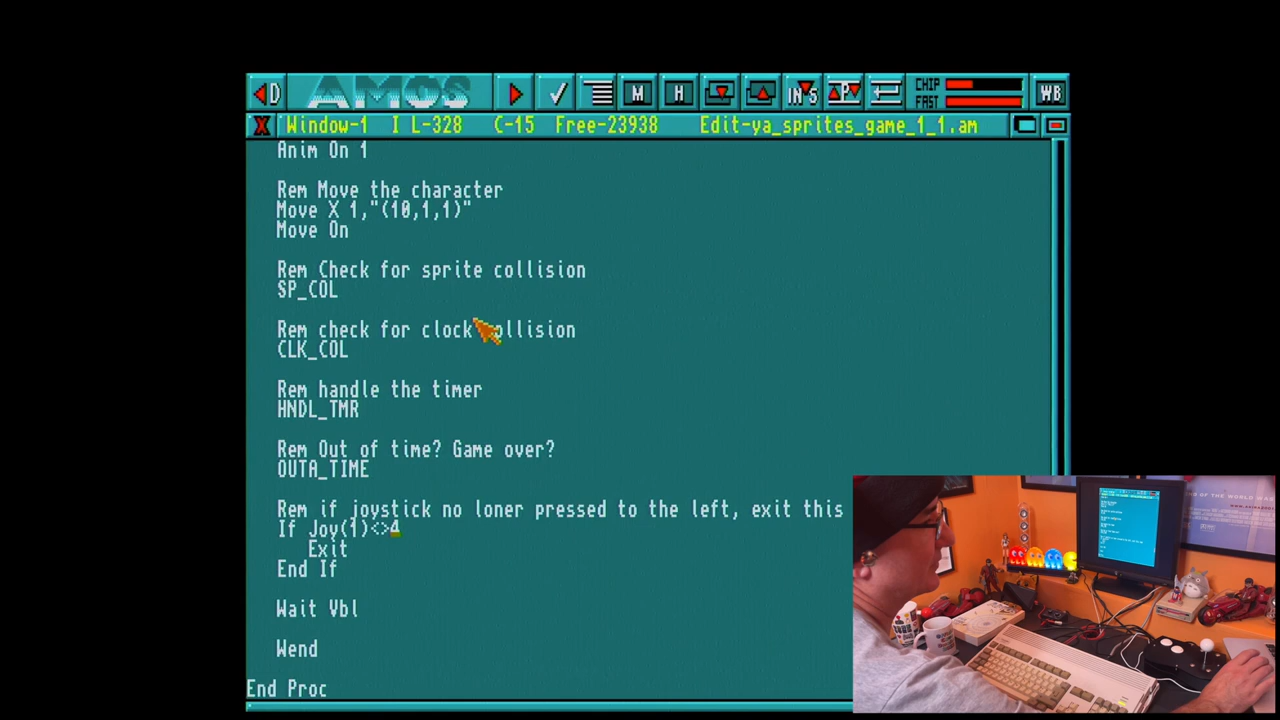 D AMOS M H INS P CHIP FAST WB
X Window-1 I L-328 C-15 Free-23938 Edit-ya_sprites_game_1_1.am
Anim On 1
Rem Move the character
Move X 1,"(10,1,1)"
Move On
Rem Check for sprite collision
SP_COL
Rem check for clock ollision
CLK_COL
Rem handle the timer
HNDL_TMR
Rem Out of time? Game over?
OUTA_TIME
Rem if joystick no loner pressed to the left, exit this
If Joy(1)<>4
Exit
End If
Wait Vbl
Wend
End Proc